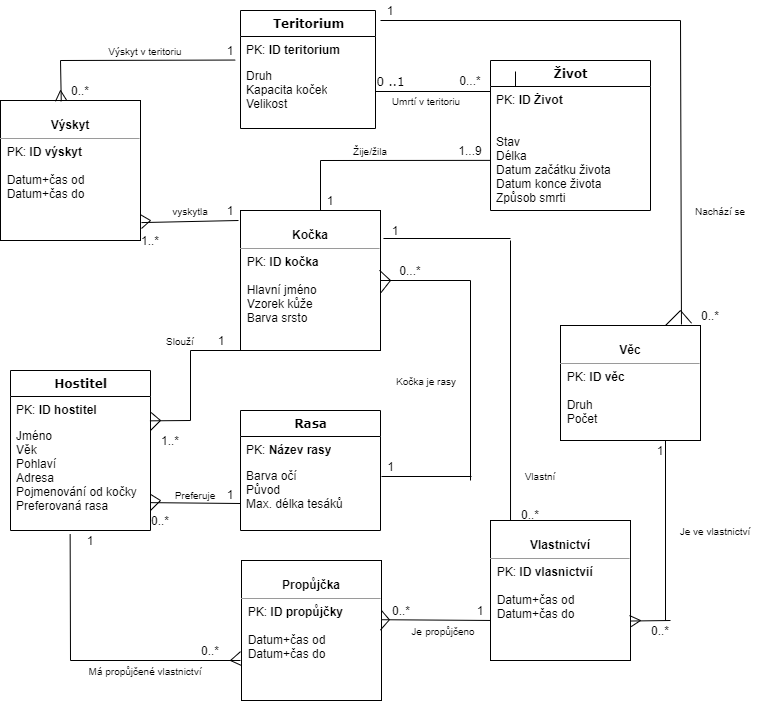 Teritorium
PK: ID teritorium
Druh
Kapacita koček
Velikost
1
Výskyt v teritoriu
1
0..*
0 ..1
0...*
Umrtí v teritoriu
Život
PK: ID Život
Stav
Délka
Datum začátku života
Datum konce života
Způsob smrti
Výskyt
PK: ID výskyt
Datum+čas od
Datum+čas do
Žije/žila
1...9
1
vyskytla
1
1..*
Nachází se
0..*
Kočka
PK: ID kočka
Hlavní jméno
Vzorek kůže
Barva srsto
1
0...*
Slouží
1
1..*
Kočka je rasy
1
Věc
PK: ID věc
Druh
Počet
1
Hostitel
PK: ID hostitel
Jméno
Věk
Pohlaví
Adresa
Pojmenování od kočky
Preferovaná rasa
Rasa
PK: Název rasy
Barva očí
Původ
Max. délka tesáků
Preferuje
1
0..*
1
Vlastní
0..*
Je ve vlastnictví
0..*
Vlastnictví
PK: ID vlasnictvií
Datum+čas od
Datum+čas do
Propůjčka
PK: ID propůjčky
Datum+čas od
Datum+čas do
0..*
1
Je propůjčeno
0..*
Má propůjčené vlastnictví